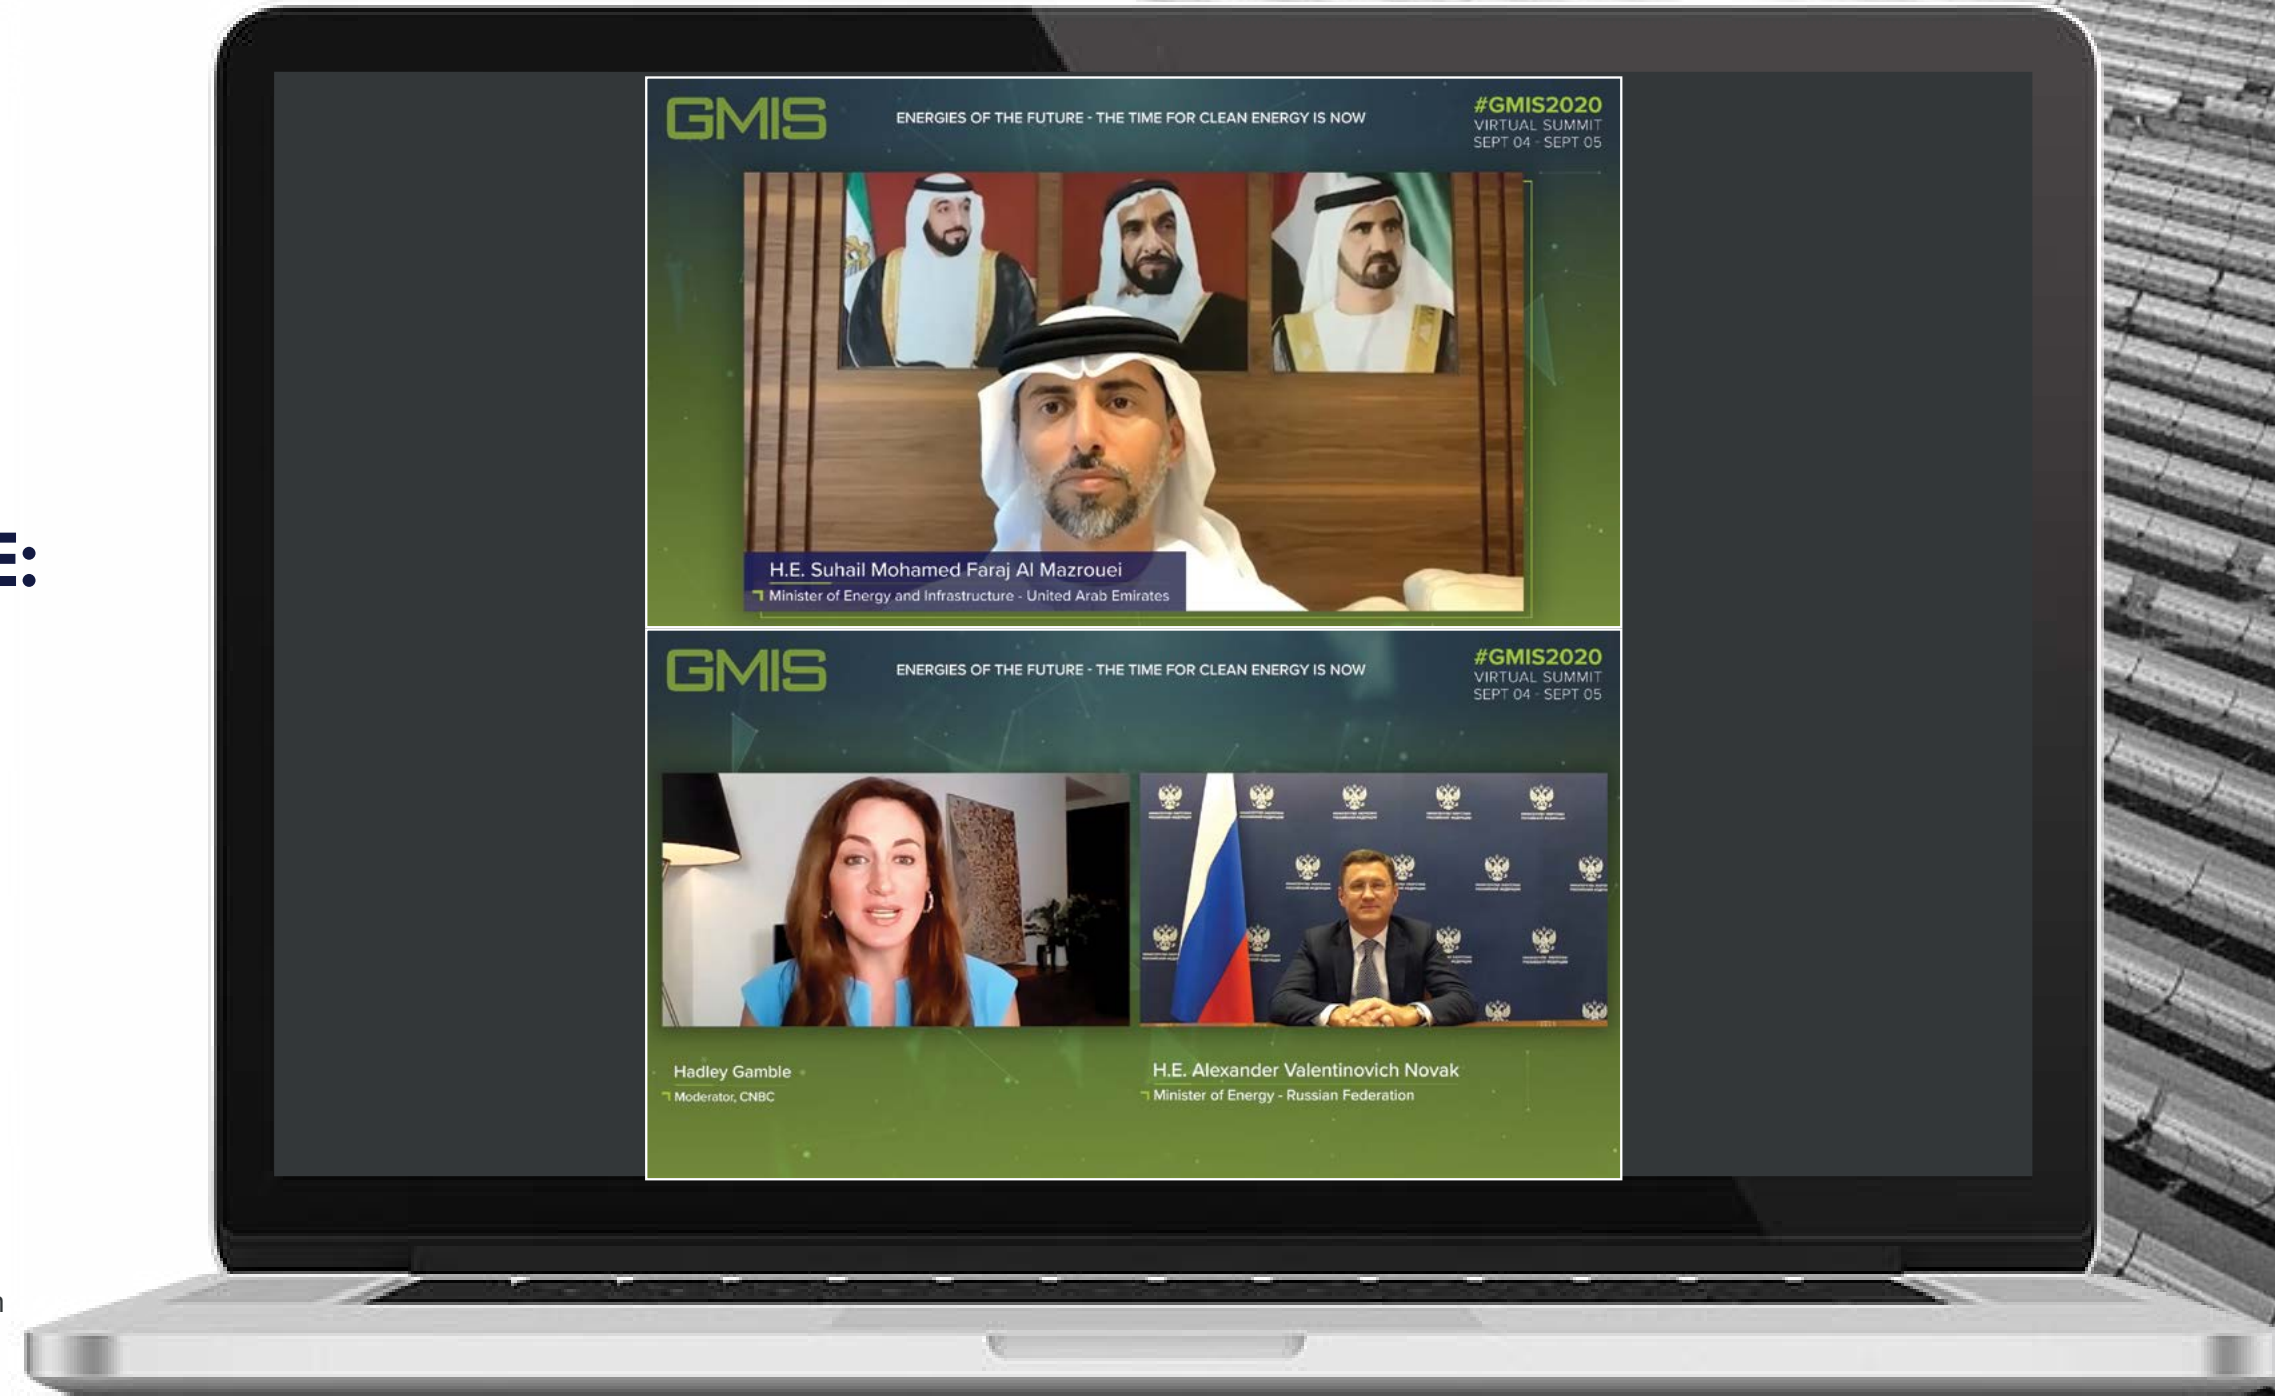 E:
n
GMIS
ENERGIES OF THE FUTURE - THE TIME FOR CLEAN ENERGY IS NOW
#GMIS2020
VIRTUAL SUMMIT
SEPT 04 - SEPT 05
H.E. Suhail Mohamed Faraj Al Mazrouei
Minister of Energy and Infrastructure - United Arab Emirates
GMIS
ENERGIES OF THE FUTURE - THE TIME FOR CLEAN ENERGY IS NOW
#GMIS2020
VIRTUAL SUMMIT
SEPT 04 - SEPT 05
Hadley Gamble
Moderator, CNBC
H.E. Alexander Valentinovich Novak
Minister of Energy - Russian Federation